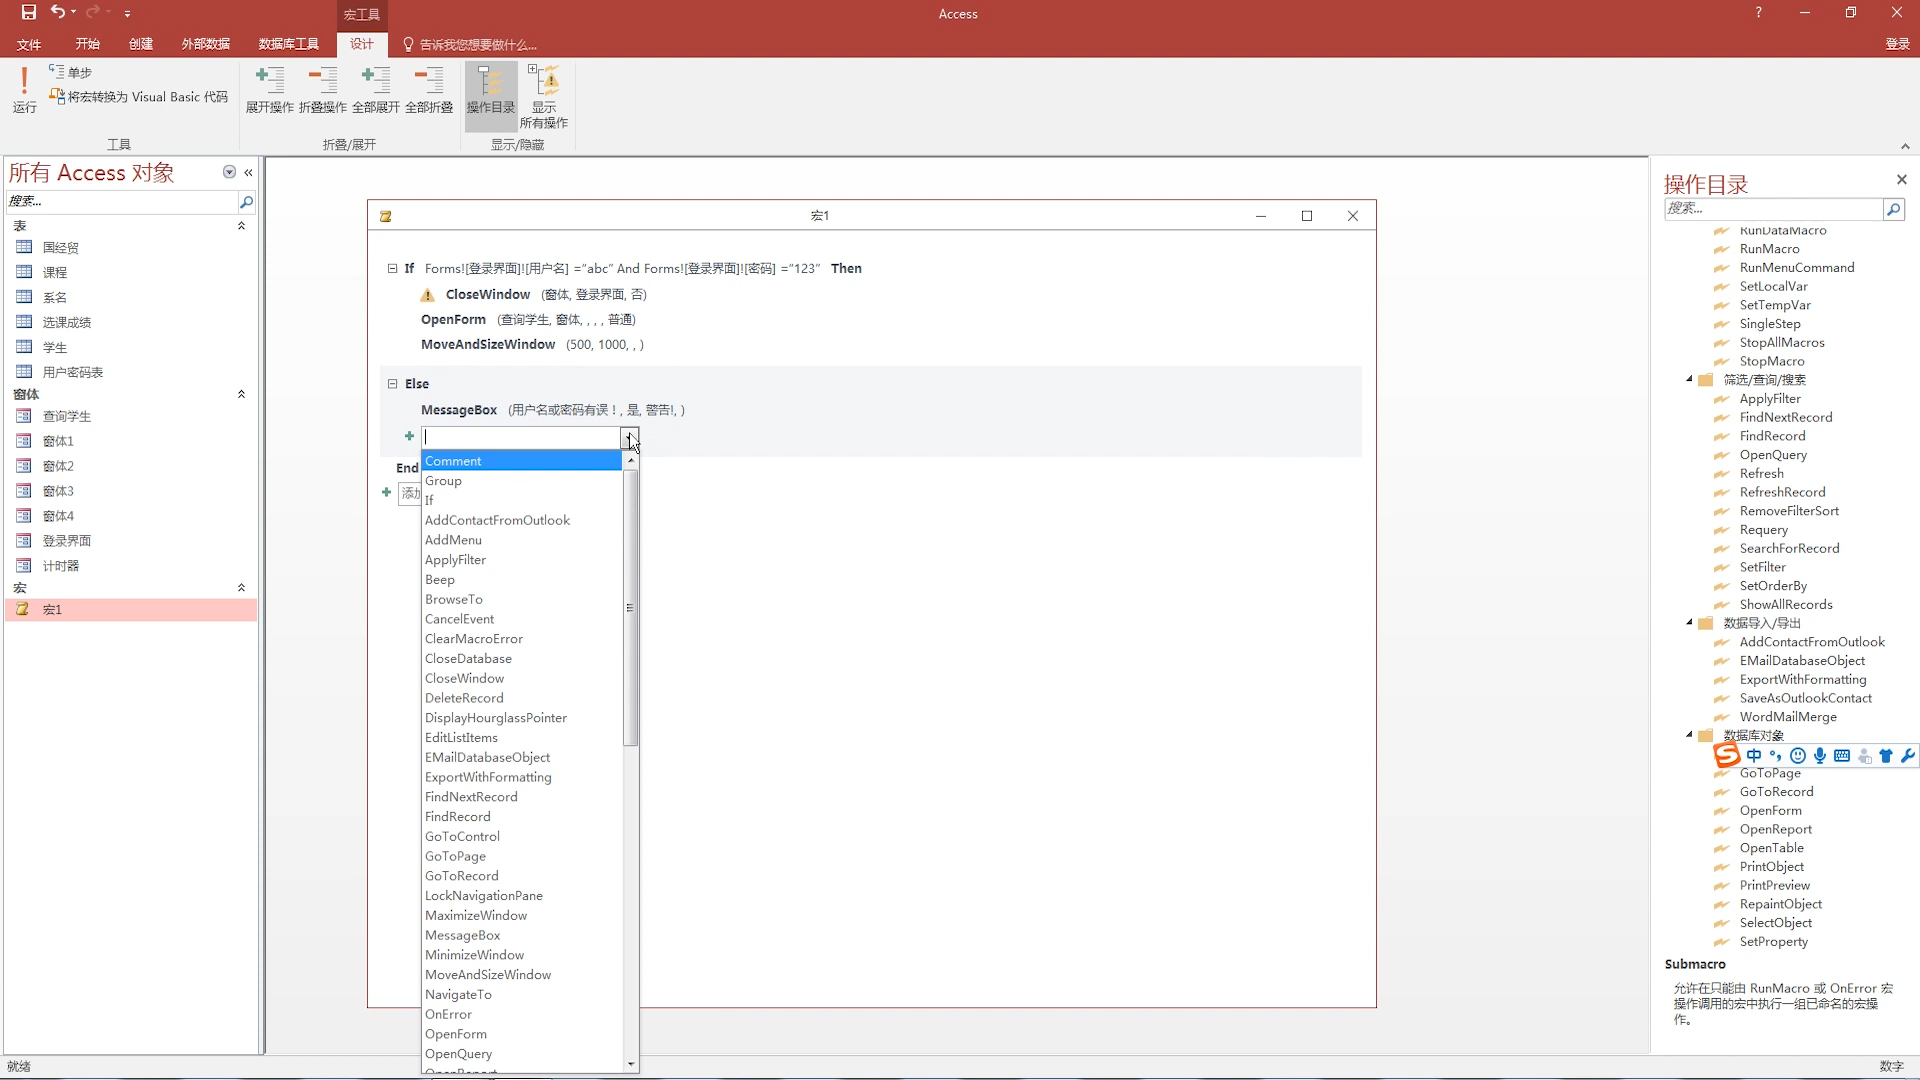 宏工具
Access
?
文件
开始
创建
外部数据
数据库工具
设计
告诉我您想要做什么...
登录
运行
单步
将宏转换为 Visual Basic 代码
工具
展开操作
折叠操作
全部展开
全部折叠
折叠/展开
操作目录
显示
所有操作
显示/隐藏
所有 Access 对象
搜索...
表
国经贸
课程
系名
选课成绩
学生
用户密码表
窗体
查询学生
窗体1
窗体2
窗体3
窗体4
登录界面
计时器
宏
宏1
宏1
If Forms![登录界面]![用户名] ="abc" And Forms![登录界面]![密码] ="123" Then
CloseWindow (窗体, 登录界面, 否)
OpenForm (查询学生, 窗体, , , , 普通)
MoveAndSizeWindow (500, 1000, , )
Else
MessageBox (用户名或密码有误！, 是, 警告!, )
End
添加
Comment
Group
If
AddContactFromOutlook
AddMenu
ApplyFilter
Beep
BrowseTo
CancelEvent
ClearMacroError
CloseDatabase
CloseWindow
DeleteRecord
DisplayHourglassPointer
EditListItems
EMailDatabaseObject
ExportWithFormatting
FindNextRecord
FindRecord
GoToControl
GoToPage
GoToRecord
LockNavigationPane
MaximizeWindow
MessageBox
MinimizeWindow
MoveAndSizeWindow
NavigateTo
OnError
OpenForm
OpenQuery
OpenReport
操作目录
搜索...
RunDataMacro
RunMacro
RunMenuCommand
SetLocalVar
SetTempVar
SingleStep
StopAllMacros
StopMacro
筛选/查询/搜索
ApplyFilter
FindNextRecord
FindRecord
OpenQuery
Refresh
RefreshRecord
RemoveFilterSort
Requery
SearchForRecord
SetFilter
SetOrderBy
ShowAllRecords
数据导入/导出
AddContactFromOutlook
EMailDatabaseObject
ExportWithFormatting
SaveAsOutlookContact
WordMailMerge
数据库对象
中
GoToPage
GoToRecord
OpenForm
OpenReport
OpenTable
PrintObject
PrintPreview
RepaintObject
SelectObject
SetProperty
Submacro
允许在只能由 RunMacro 或 OnError 宏
操作调用的宏中执行一组已命名的宏操
作。
就绪
数字